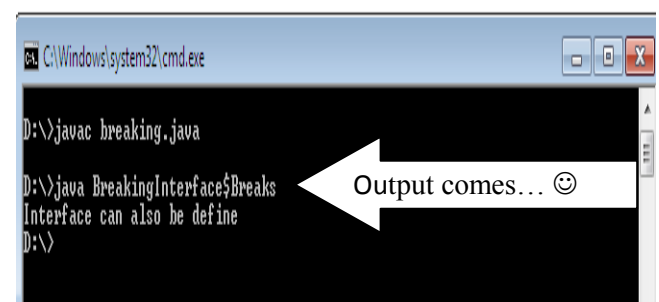 C:\Windows\system32\cmd.exe
D:\>javac breaking.java
D:\>java BreakingInterface$Breaks
Output comes… ☺
Interface can also be define
D:\>